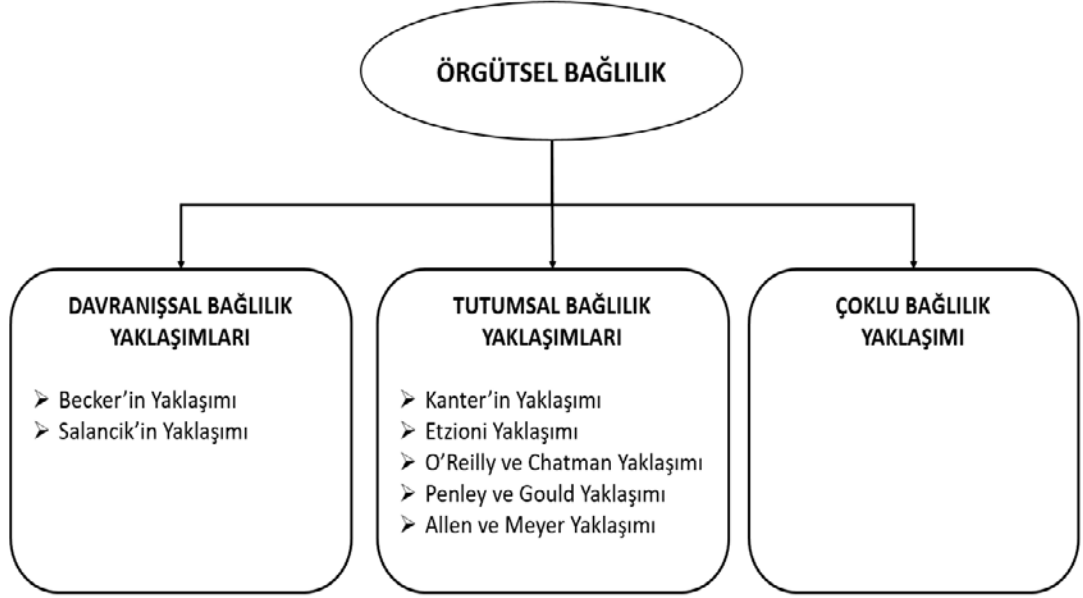 ÖRGÜTSEL BAĞLILIK
DAVRANIŞSAL BAĞLILIK
YAKLAŞIMLARI
➢ Becker’in Yaklaşımı
➢ Salancik’in Yaklaşımı
TUTUMSAL BAĞLILIK
YAKLAŞIMLARI
➢ Kanter’in Yaklaşımı
➢ Etzioni Yaklaşımı
➢ O’Reilly ve Chatman Yaklaşımı
➢ Penley ve Gould Yaklaşımı
➢ Allen ve Meyer Yaklaşımı
ÇOKLU BAĞLILIK
YAKLAŞIMI